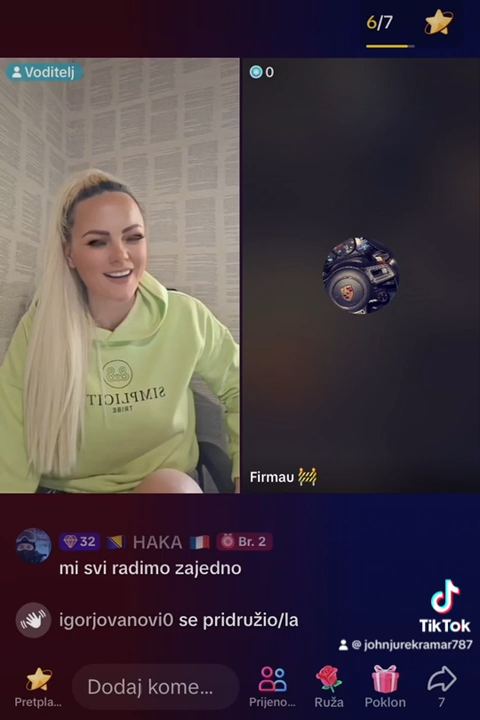 6/7
Voditelj
0
SIMPLICIT
TRIBE
Firmau 🚧
32 🇧🇦 HAKA 🇫🇷 Br. 2
mi svi radimo zajedno
igorjovanovi0 se pridružio/la
TikTok
@ johnjurekramar787
Pretpla...
Dodaj kome...
Prijeno...
Ruža
Poklon
7